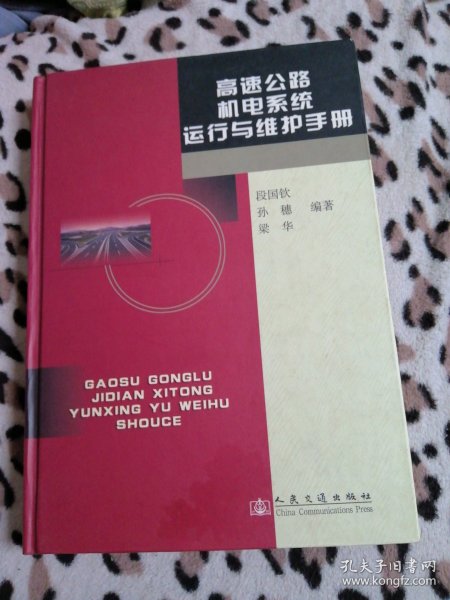 高速公路
机电系统
运行与维护手册
段国钦
孙 穗 编著
梁 华
GAOSU GONGLU
JIDIAN XITONG
YUNXING YU WEIHU
SHOUCE
人民交通出版社
China Communications Press
孔夫子旧书网
www.kongfz.com